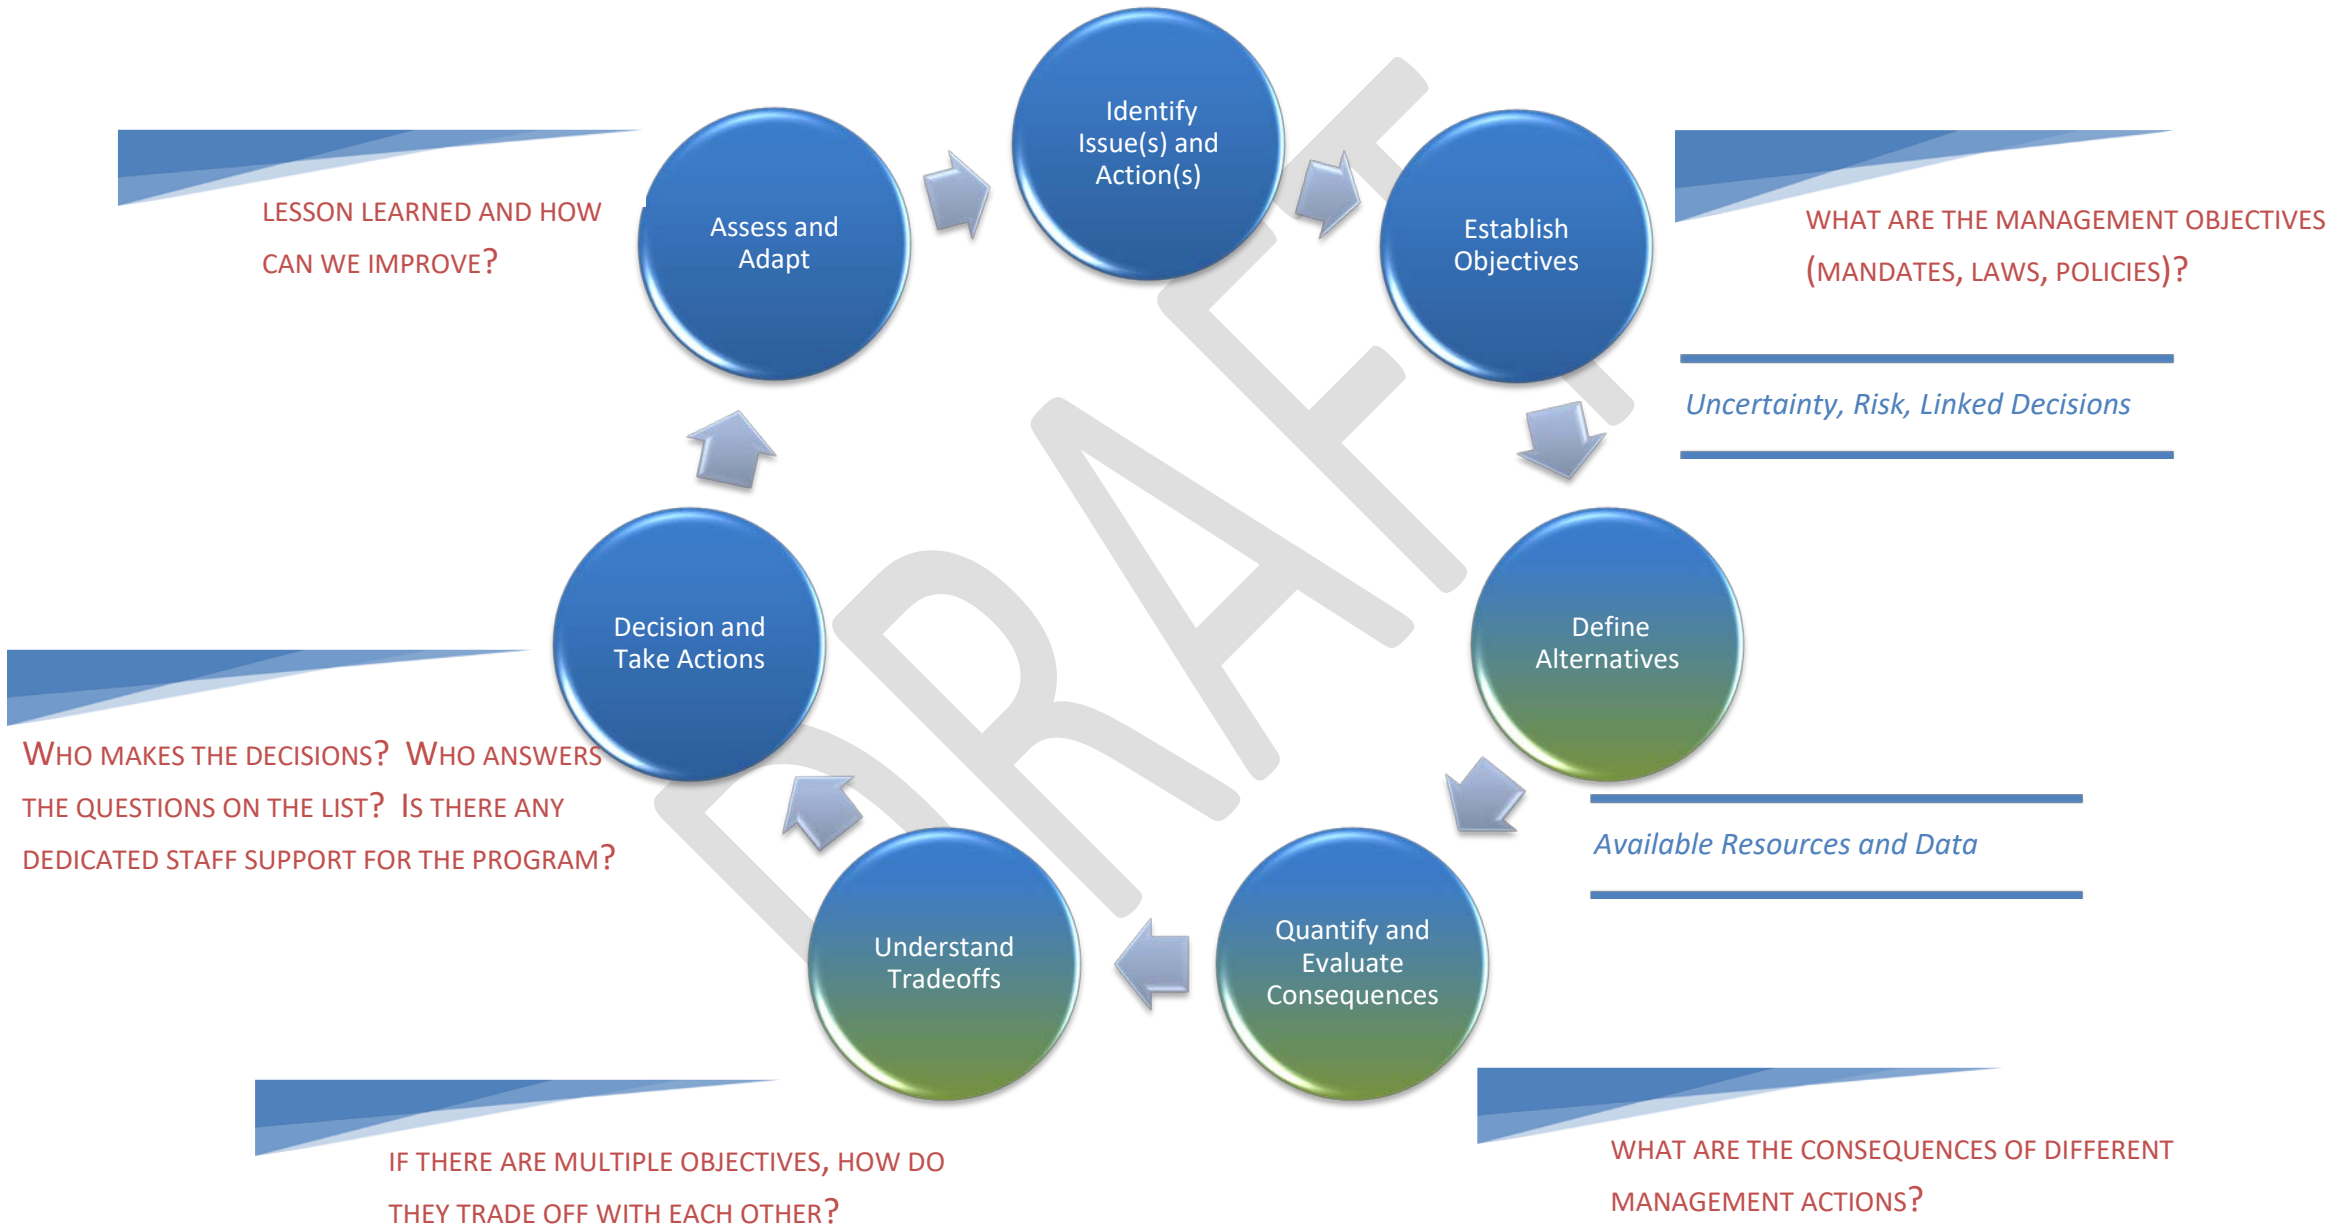 Identify
Issue(s) and
Action(s)
Establish
Objectives
WHAT ARE THE MANAGEMENT OBJECTIVES
(MANDATES, LAWS, POLICIES)?
Uncertainty, Risk, Linked Decisions
Define
Alternatives
Available Resources and Data
Quantify and
Evaluate
Consequences
WHAT ARE THE CONSEQUENCES OF DIFFERENT
MANAGEMENT ACTIONS?
Understand
Tradeoffs
IF THERE ARE MULTIPLE OBJECTIVES, HOW DO
THEY TRADE OFF WITH EACH OTHER?
Decision and
Take Actions
WHO MAKES THE DECISIONS? WHO ANSWERS
THE QUESTIONS ON THE LIST? IS THERE ANY
DEDICATED STAFF SUPPORT FOR THE PROGRAM?
Assess and
Adapt
LESSON LEARNED AND HOW
CAN WE IMPROVE?
DRAFT